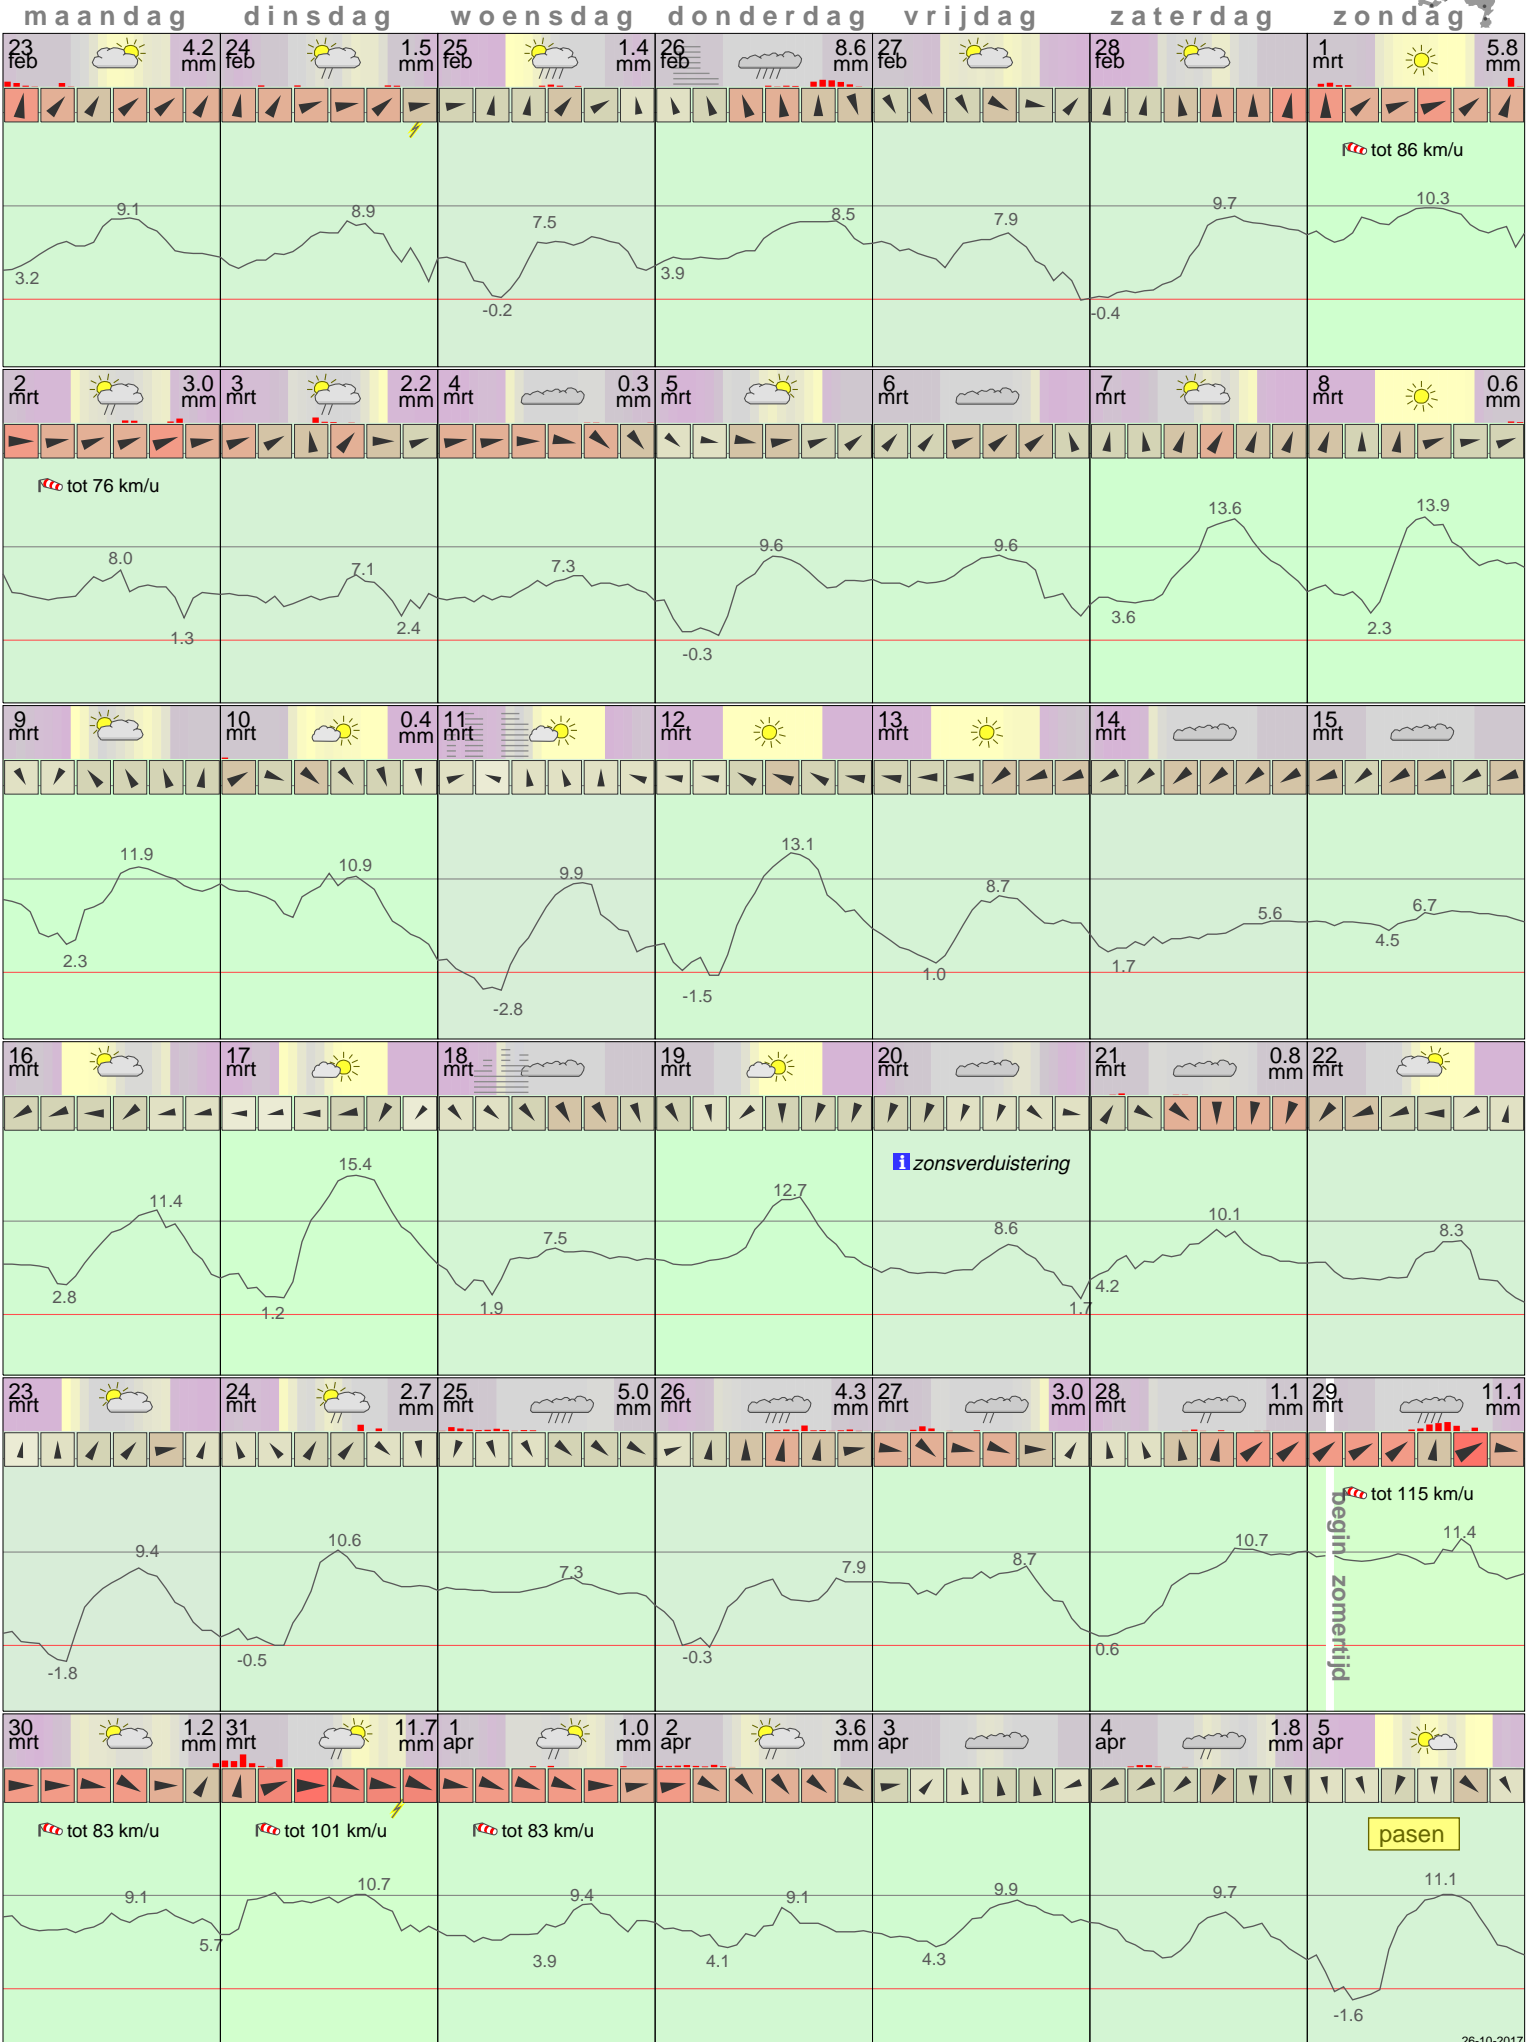 maandag dinsdag woensdag donderdag vrijdag zaterdag zondag
23 feb 4.2 mm 24 feb 1.5 mm 25 feb 1.4 mm 26 feb 8.6 mm 27 feb 28 feb 1 mrt 5.8 mm
tot 86 km/u
9.1 8.9 7.5 8.5 7.9 9.7 10.3
3.2 -0.2 3.9 -0.4
2 mrt 3.0 mm 3 mrt 2.2 mm 4 mrt 0.3 mm 5 mrt 6 mrt 7 mrt 8 mrt 0.6 mm
tot 76 km/u
8.0 7.1 7.3 9.6 9.6 13.6 13.9
1.3 2.4 -0.3 3.6 2.3
9 mrt 10 mrt 0.4 mm 11 mrt 12 mrt 13 mrt 14 mrt 15 mrt
11.9 10.9 9.9 13.1 8.7 5.6 6.7
2.3 -2.8 -1.5 1.0 1.7 4.5
16 mrt 17 mrt 18 mrt 19 mrt 20 mrt 21 mrt 0.8 mm 22 mrt
i zonsverduistering
11.4 15.4 7.5 12.7 8.6 10.1 8.3
2.8 1.2 1.9 1.7 4.2
23 mrt 24 mrt 2.7 mm 25 mrt 5.0 mm 26 mrt 4.3 mm 27 mrt 3.0 mm 28 mrt 1.1 mm 29 mrt 11.1 mm
tot 115 km/u
begin zomertijd
9.4 10.6 7.3 7.9 8.7 10.7 11.4
-1.8 -0.5 -0.3 0.6
30 mrt 1.2 mm 31 mrt 11.7 mm 1 apr 1.0 mm 2 apr 3.6 mm 3 apr 4 apr 1.8 mm 5 apr
tot 83 km/u tot 101 km/u tot 83 km/u pasen
9.1 10.7 9.4 9.1 9.9 9.7 11.1
5.7 3.9 4.1 4.3 -1.6
26-10-2017